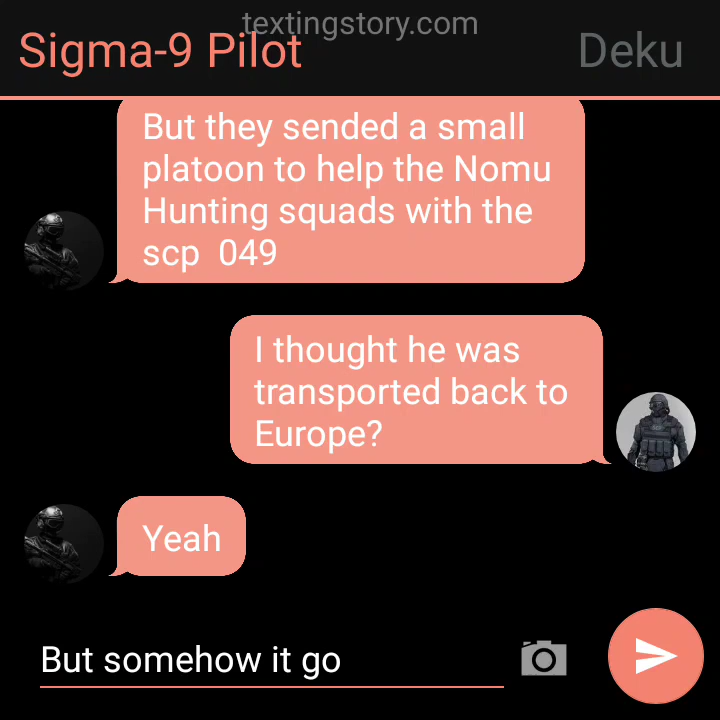 textingstory.com
Sigma-9 Pilot
Deku
But they sended a small
platoon to help the Nomu
Hunting squads with the
scp  049
I thought he was
transported back to
Europe?
Yeah
But somehow it go